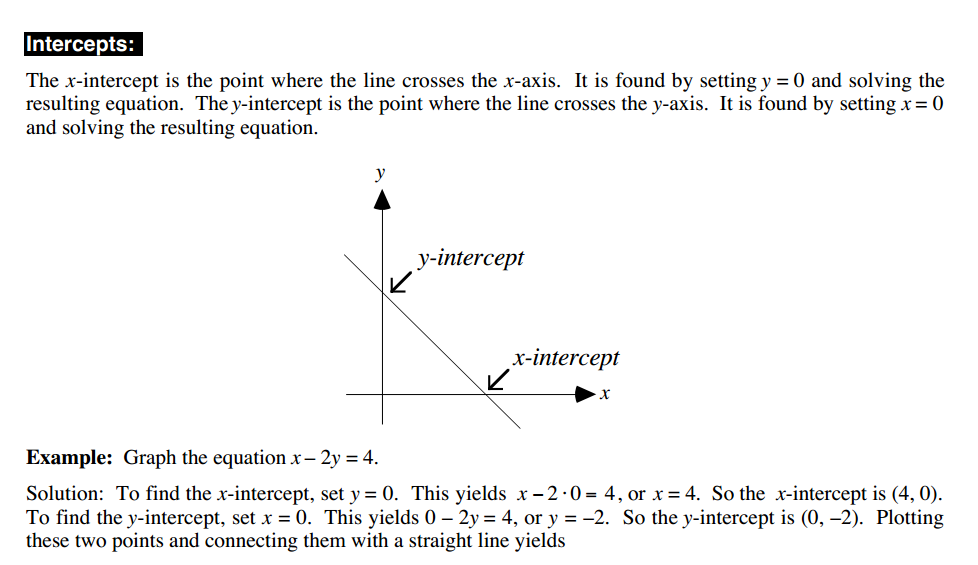 Intercepts:
The x-intercept is the point where the line crosses the x-axis. It is found by setting y = 0 and solving the
resulting equation. The y-intercept is the point where the line crosses the y-axis. It is found by setting x = 0
and solving the resulting equation.
y
y-intercept
x-intercept
x
Example: Graph the equation x – 2y = 4.
Solution: To find the x-intercept, set y = 0. This yields x – 2 · 0 = 4, or x = 4. So the x-intercept is (4, 0).
To find the y-intercept, set x = 0. This yields 0 – 2y = 4, or y = –2. So the y-intercept is (0, –2). Plotting
these two points and connecting them with a straight line yields